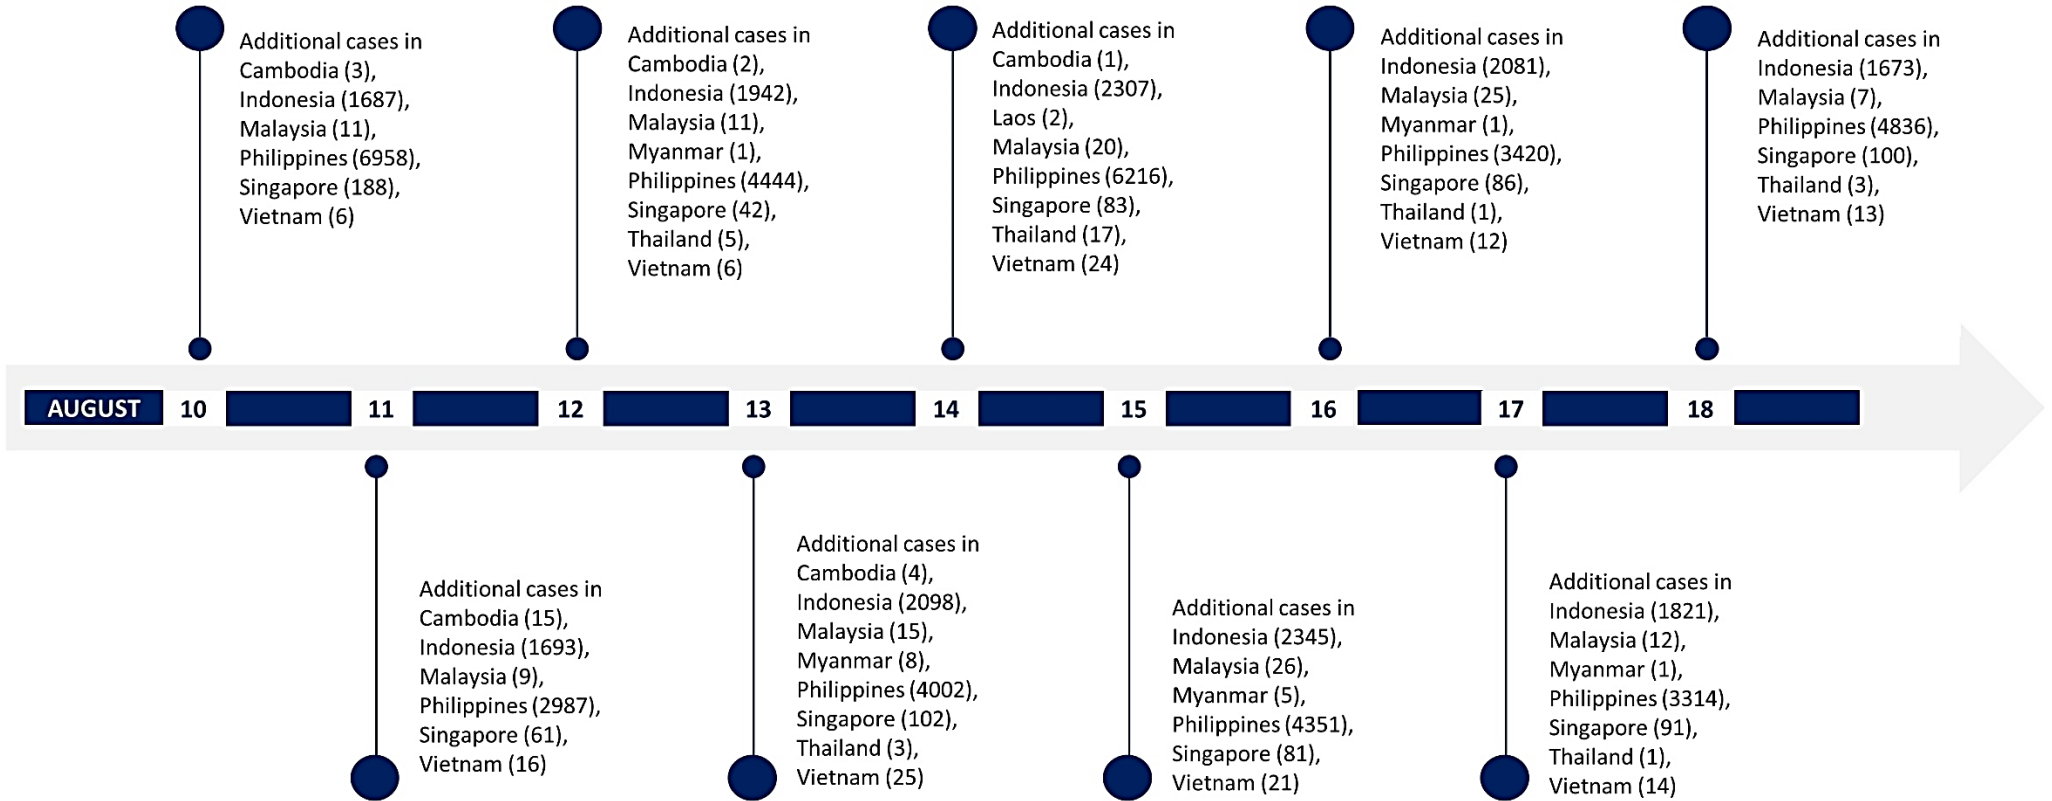 Additional cases in
Cambodia (3),
Indonesia (1687),
Malaysia (11),
Philippines (6958),
Singapore (188),
Vietnam (6)
Additional cases in
Cambodia (2),
Indonesia (1942),
Malaysia (11),
Myanmar (1),
Philippines (4444),
Singapore (42),
Thailand (5),
Vietnam (6)
Additional cases in
Cambodia (1),
Indonesia (2307),
Laos (2),
Malaysia (20),
Philippines (6216),
Singapore (83),
Thailand (17),
Vietnam (24)
Additional cases in
Indonesia (2081),
Malaysia (25),
Myanmar (1),
Philippines (3420),
Singapore (86),
Thailand (1),
Vietnam (12)
Additional cases in
Indonesia (1673),
Malaysia (7),
Philippines (4836),
Singapore (100),
Thailand (3),
Vietnam (13)
AUGUST 10 11 12 13 14 15 16 17 18
Additional cases in
Cambodia (15),
Indonesia (1693),
Malaysia (9),
Philippines (2987),
Singapore (61),
Vietnam (16)
Additional cases in
Cambodia (4),
Indonesia (2098),
Malaysia (15),
Myanmar (8),
Philippines (4002),
Singapore (102),
Thailand (3),
Vietnam (25)
Additional cases in
Indonesia (2345),
Malaysia (26),
Myanmar (5),
Philippines (4351),
Singapore (81),
Vietnam (21)
Additional cases in
Indonesia (1821),
Malaysia (12),
Myanmar (1),
Philippines (3314),
Singapore (91),
Thailand (1),
Vietnam (14)